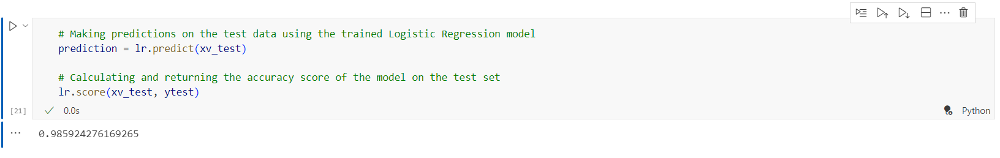 # Making predictions on the test data using the trained Logistic Regression model
prediction = lr.predict(xv_test)
# Calculating and returning the accuracy score of the model on the test set
lr.score(xv_test, ytest)
[21]
0.0s
Python
0.985924276169265